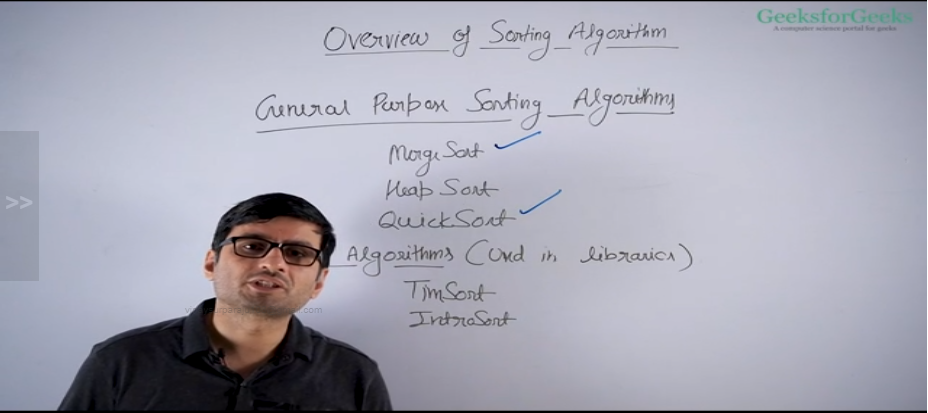 GeeksforGeeks
A computer science portal for geeks
Overview of Sorting Algorithm
General Purpose Sorting Algorithms
MergeSort
Heap Sort
QuickSort
>>
Algorithms (Used in libraries)
TimSort
IntroSort